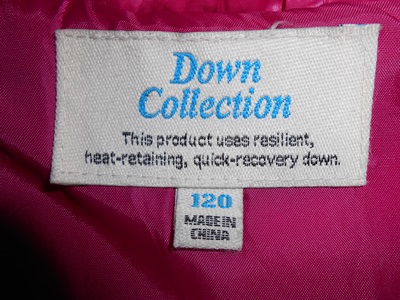 Down
Collection
This product uses resilient,
heat-retaining, quick-recovery down.
120
MADE IN
CHINA